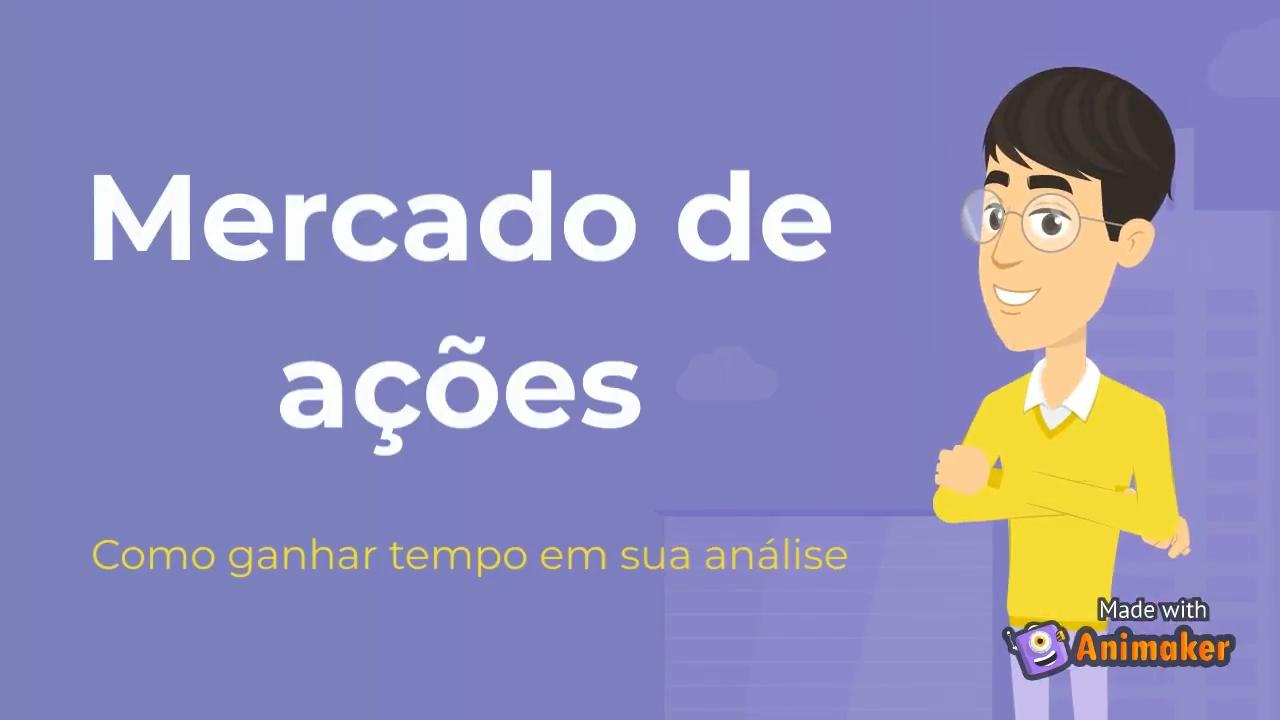 Mercado de
ações
Como ganhar tempo em sua análise
Made with
Animaker